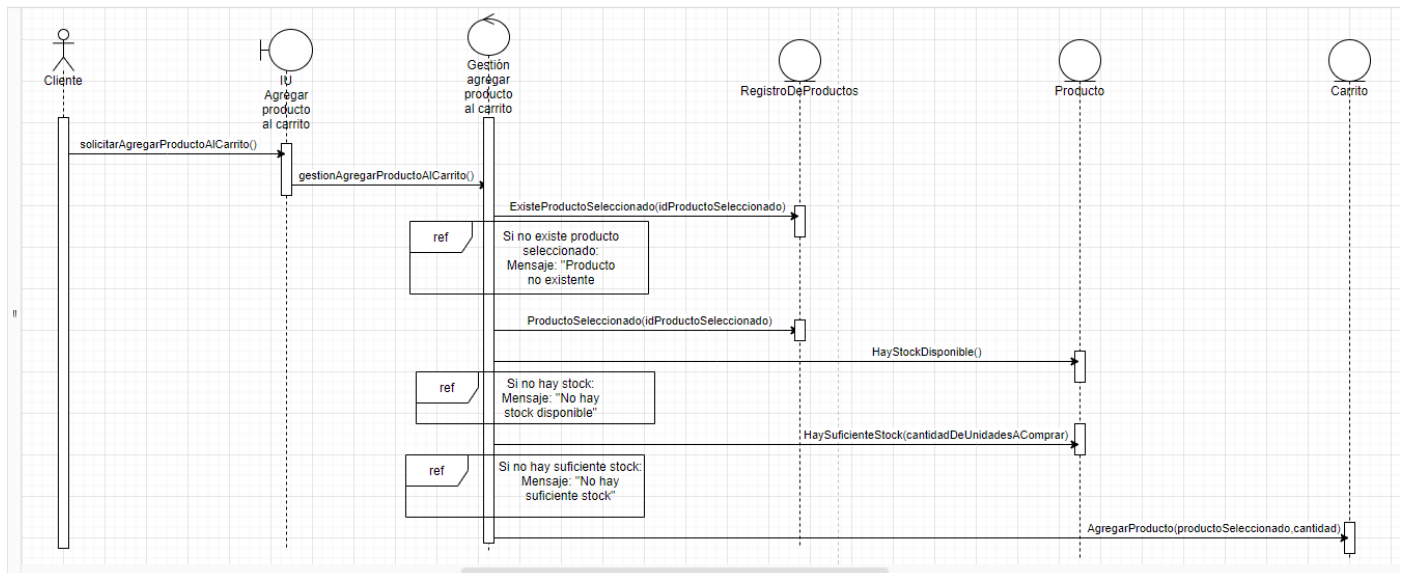 Cliente
IU
Agregar
producto
al carrito
Gestión
agregar
producto
al carrito
RegistroDeProductos
Producto
Carrito
solicitarAgregarProductoAlCarrito()
gestionAgregarProductoAlCarrito()
ExisteProductoSeleccionado(idProductoSeleccionado)
ref
Si no existe producto
seleccionado:
Mensaje: "Producto
no existente
ProductoSeleccionado(idProductoSeleccionado)
HayStockDisponible()
ref
Si no hay stock:
Mensaje: "No hay
stock disponible"
HaySuficienteStock(cantidadDeUnidadesAComprar)
ref
Si no hay suficiente stock:
Mensaje: "No hay
suficiente stock"
AgregarProducto(productoSeleccionado,cantidad)